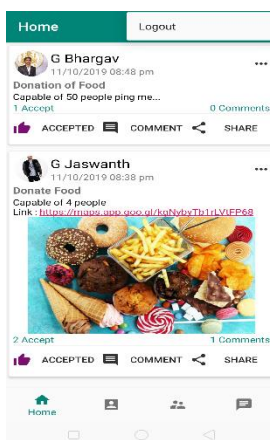 Home
Logout
G Bhargav
11/10/2019 08:48 pm
Donation of Food
Capable of 50 people ping me...
1 Accept 0 Comments
ACCEPTED COMMENT SHARE
G Jaswanth
11/10/2019 08:38 pm
Donate Food
Capable of 4 people
Link : https://maps.app.goo.gl/kgNybyTb1rLVtFP68
2 Accept 1 Comments
ACCEPTED COMMENT SHARE
Home